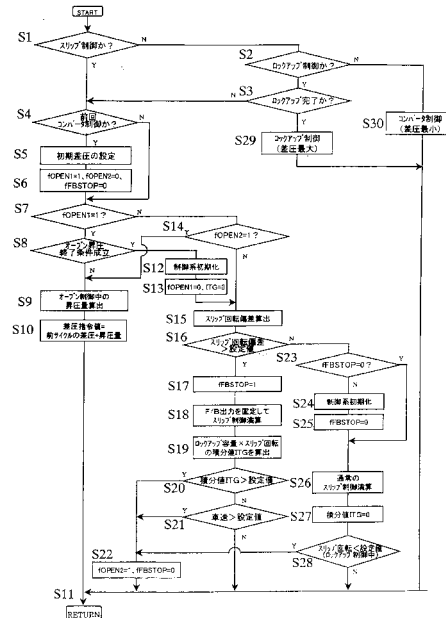 START
S1
スリップ制御か?
N
Y
S2
ロックアップ制御か?
N
Y
S3
ロックアップ完了か?
N
Y
S4
前回
コンバータ制御か?
N
Y
S29
ロックアップ制御
(差圧最大)
S30
コンバータ制御
(差圧最小)
S5
初期差圧の設定
S6
fOPEN1=1、fOPEN2=0、
fFBSTOP=0
S7
fOPEN1=1?
N
Y
S14
fOPEN2=1?
Y
N
S8
オープン昇圧
終了条件成立
Y
N
S12
制御系初期化
S13
fOPEN1=0、ITG=0
S9
オープン制御中の
昇圧量算出
S10
差圧指令値=
前サイクルの差圧+昇圧量
S15
スリップ回転偏差算出
S16
スリップ回転偏差
>設定値
N
Y
S23
fFBSTOP=0?
Y
N
S17
fFBSTOP=1
S24
制御系初期化
S25
fFBSTOP=0
S18
F/B出力を固定して
スリップ制御演算
S19
ロックアップ容量×スリップ回転
の積分値ITGを算出
S20
積分値ITG>設定値
Y
N
S26
通常の
スリップ制御演算
S21
車速>設定値
Y
N
S27
積分値ITG=0
S22
fOPEN2=1、fFBSTOP=0
S28
スリップ回転<設定値
(ロックアップ制御中)
Y
N
S11
RETURN